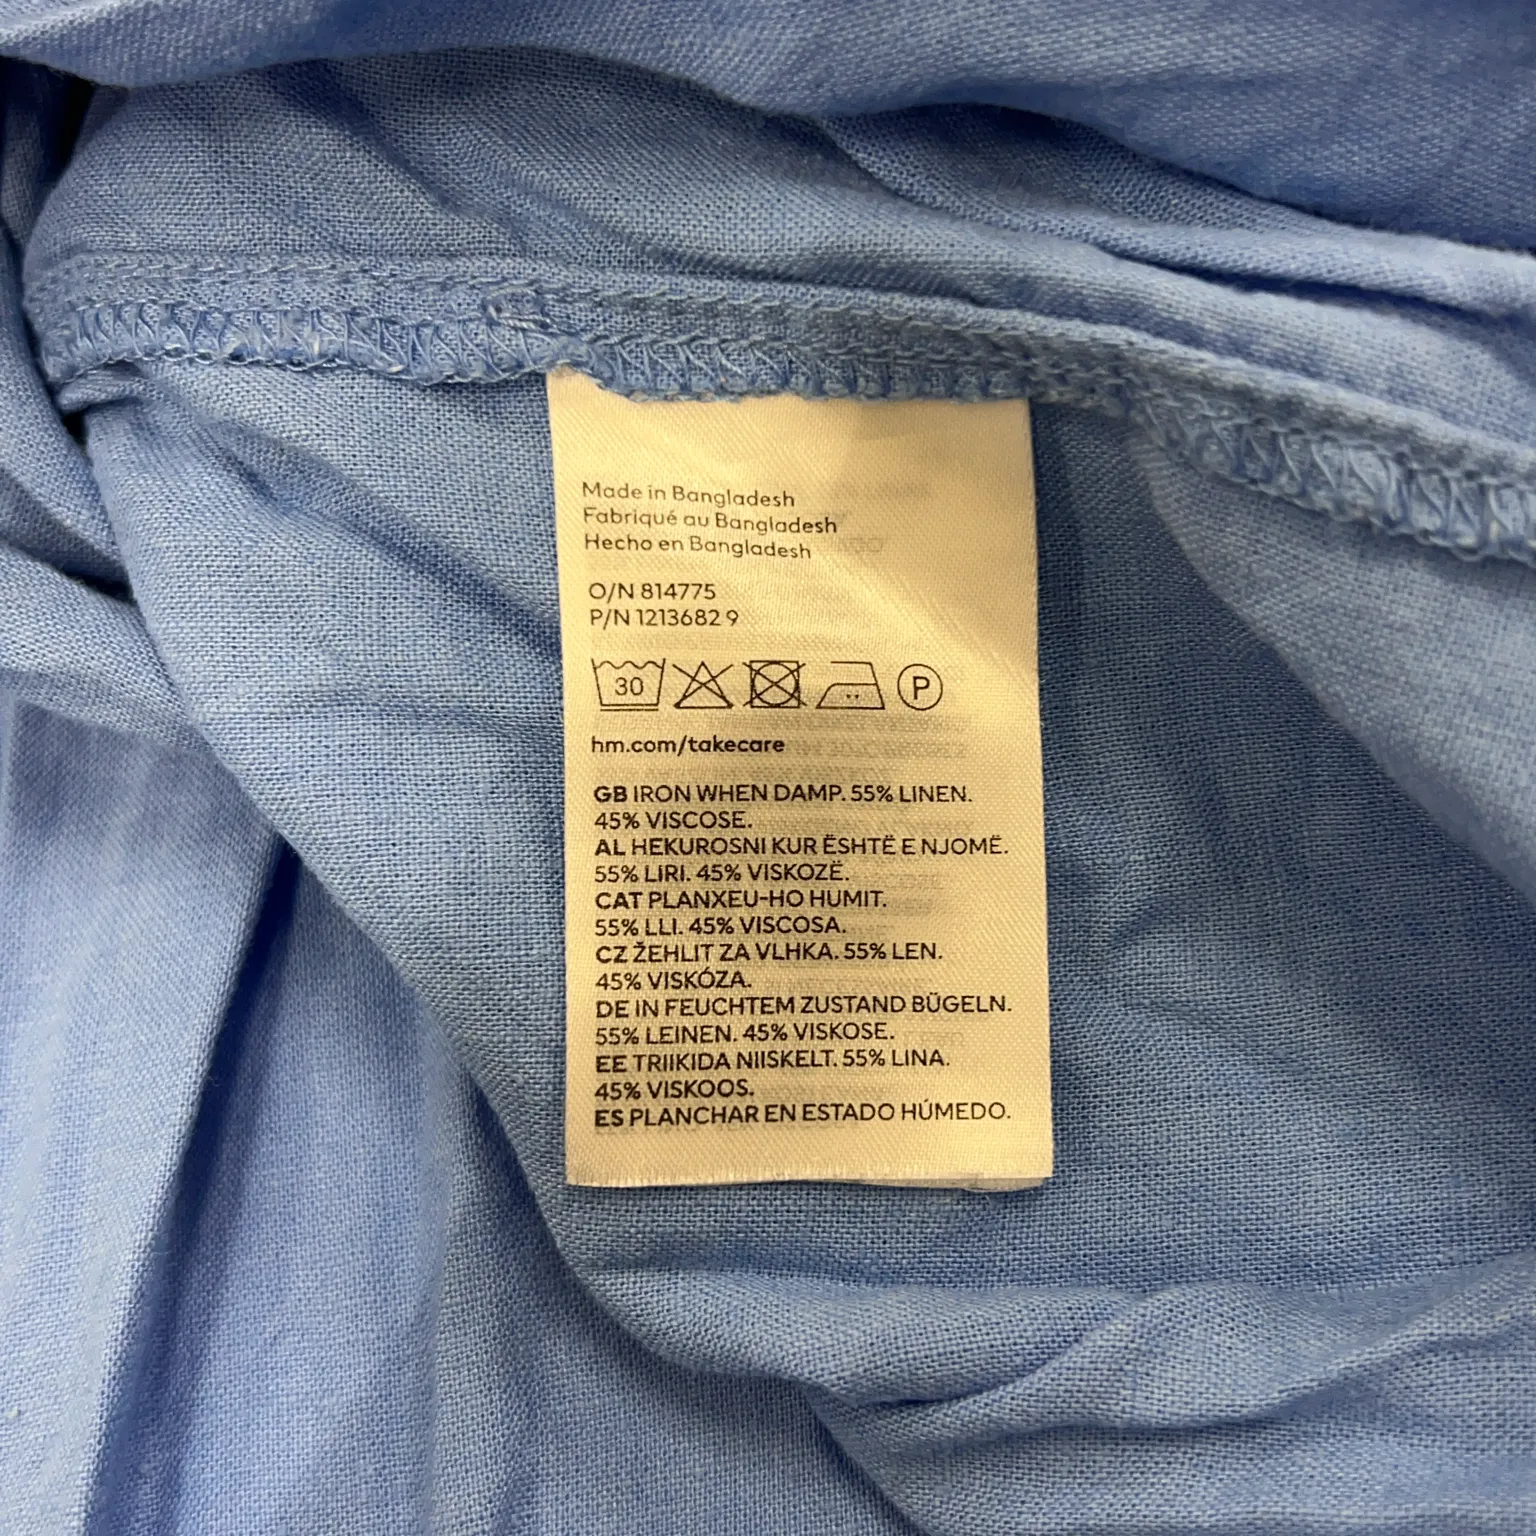 Made in Bangladesh
Fabriqué au Bangladesh
Hecho en Bangladesh
O/N 814775
P/N 1213682 9
30 P
hm.com/takecare
GB IRON WHEN DAMP. 55% LINEN.
45% VISCOSE.
AL HEKUROSNI KUR ËSHTË E NJOMË.
55% LIRI. 45% VISKOZË.
CAT PLANXEU-HO HUMIT.
55% LLI. 45% VISCOSA.
CZ ŽEHLIT ZA VLHKA. 55% LEN.
45% VISKÓZA.
DE IN FEUCHTEM ZUSTAND BÜGELN.
55% LEINEN. 45% VISKOSE.
EE TRIIKIDA NIISKELT. 55% LINA.
45% VISKOOS.
ES PLANCHAR EN ESTADO HÚMEDO.